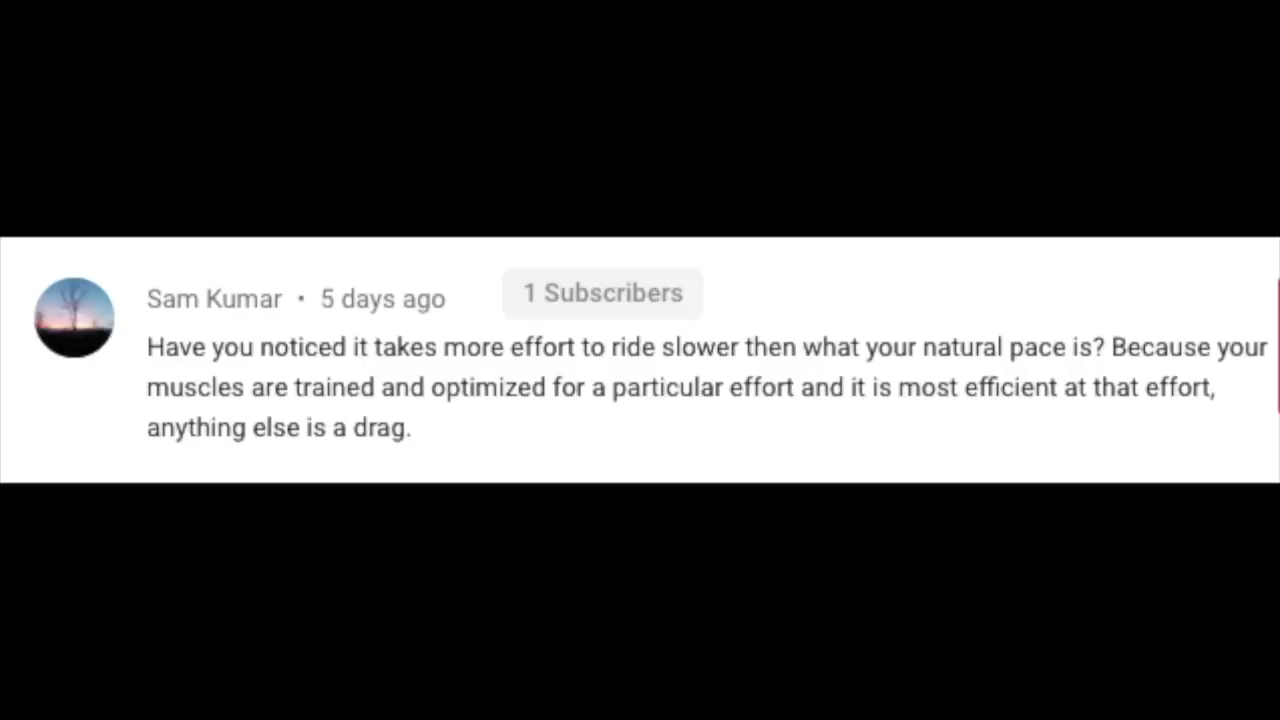 Sam Kumar • 5 days ago 1 Subscribers
Have you noticed it takes more effort to ride slower then what your natural pace is? Because your
muscles are trained and optimized for a particular effort and it is most efficient at that effort,
anything else is a drag.